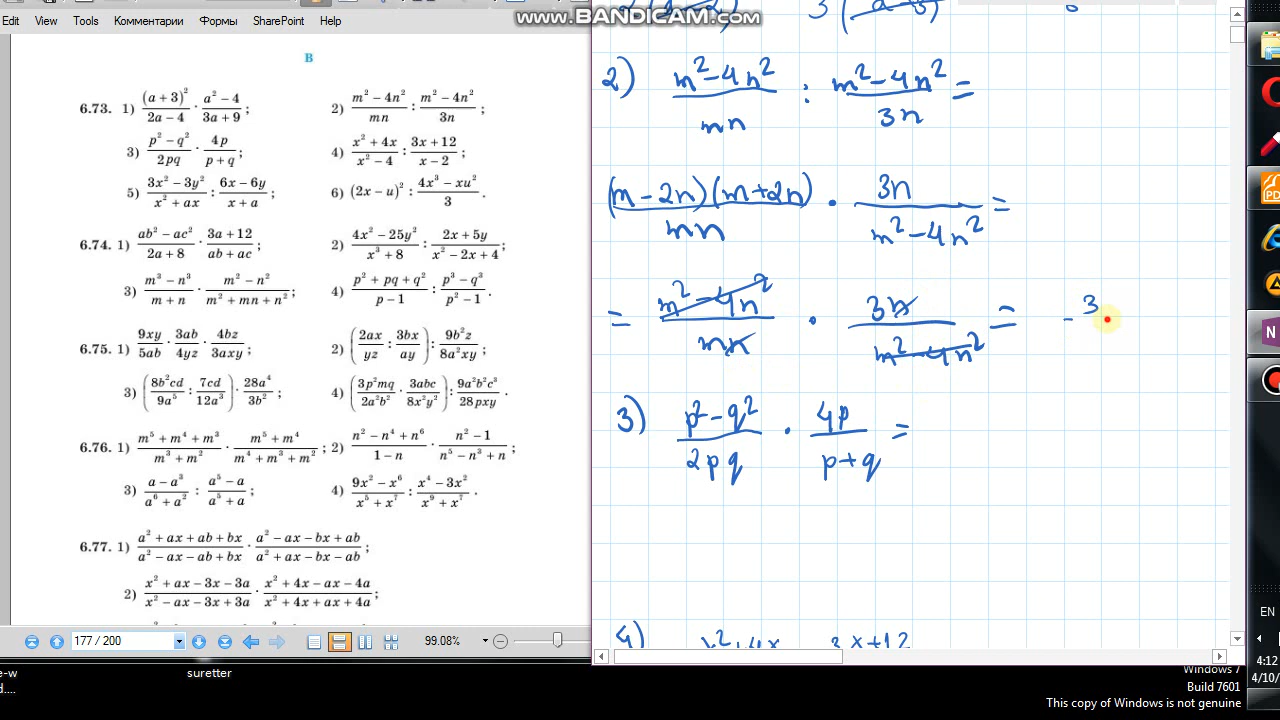 www.BANDICAM.com
Edit View Tools Комментарии Формы SharePoint Help
B
6.73. 1) (a + 3)²/(2a − 4) · (a² − 4)/(3a + 9); 2) (m² − 4n²)/(mn) : (m² − 4n²)/(3n);
3) (p² − q²)/(2pq) · 4p/(p + q); 4) (x² + 4x)/(x² − 4) : (3x + 12)/(x − 2);
5) (3x² − 3y²)/(x² + ax) : (6x − 6y)/(x + a); 6) (2x − u)² : (4x³ − xu²)/3.
6.74. 1) (ab² − ac²)/(2a + 8) · (3a + 12)/(ab + ac); 2) (4x² − 25y²)/(x³ + 8) : (2x + 5y)/(x² − 2x + 4);
3) (m³ − n³)/(m + n) · (m² − n²)/(m² + mn + n²); 4) (p² + pq + q²)/(p − 1) : (p³ − q³)/(p² − 1).
6.75. 1) 9xy/5ab · 3ab/4yz · 4bz/3axy; 2) (2ax/yz : 3bx/ay) : 9b²z/8a²xy;
3) (8b²cd/9a⁵ : 7cd/12a³) · 28a⁴/3b²; 4) (3p²mq/2a²b² · 3abc/8x²y²) : 9a²b²c³/28pxy.
6.76. 1) (m⁵ + m⁴ + m³)/(m³ + m²) · (m⁵ + m⁴)/(m⁴ + m³ + m²); 2) (n² − n⁴ + n⁶)/(1 − n) · (n² − 1)/(n⁵ − n³ + n);
3) (a − a³)/(a⁶ + a²) : (a⁵ − a)/(a⁵ + a); 4) (9x² − x⁶)/(x⁵ + x⁷) : (x⁴ − 3x²)/(x⁹ + x⁷).
6.77. 1) (a² + ax + ab + bx)/(a² − ax − ab + bx) · (a² − ax − bx + ab)/(a² + ax − bx − ab);
2) (x² + ax − 3x − 3a)/(x² − ax − 3x + 3a) · (x² + 4x − ax − 4a)/(x² + 4x + ax + 4a);
177 / 200 99.08%
2) (m² − 4n²)/(mn) : (m² − 4n²)/(3n) =
(m − 2n)(m + 2n)/(mn) · 3n/(m² − 4n²) =
= (m² − 4n²)/(mn) · 3n/(m² − 4n²) = 3
3) (p² − q²)/(2pq) · 4p/(p + q) =
4) x² + 4x 3x + 12
EN
4:12
4/10/
suretter
Windows 7
Build 7601
This copy of Windows is not genuine